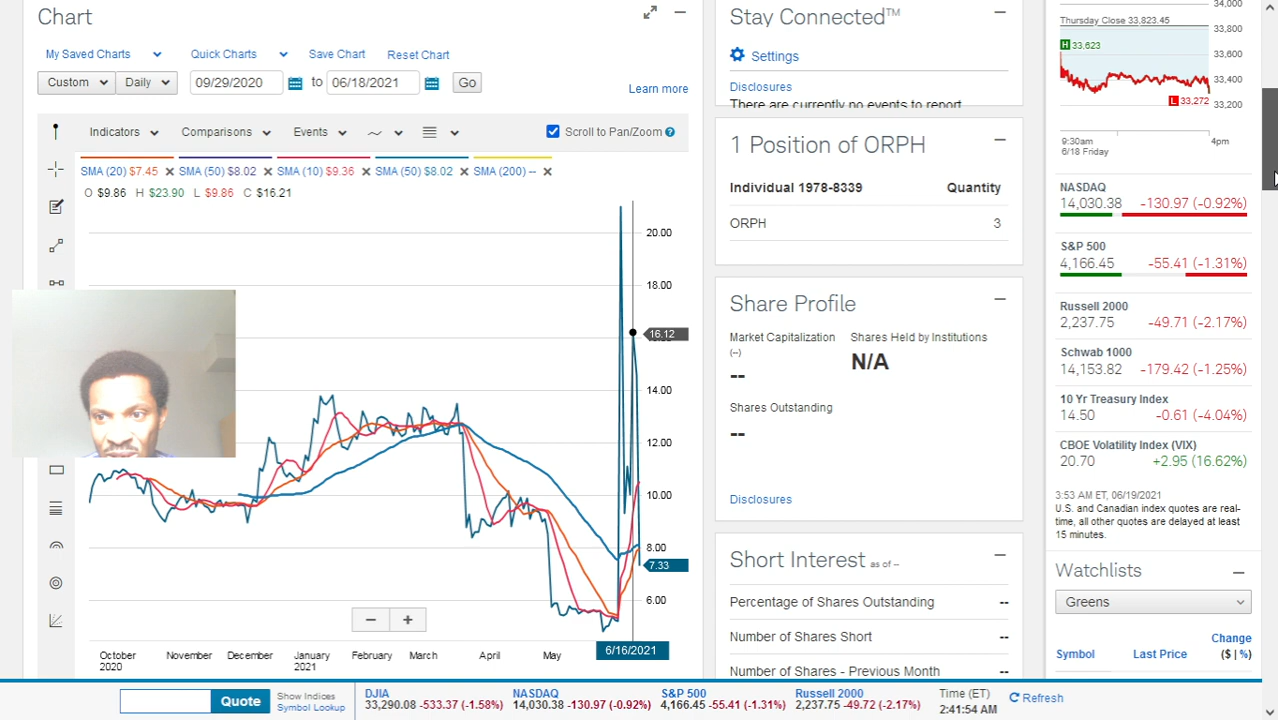 Chart
My Saved Charts Quick Charts Save Chart Reset Chart
Custom Daily 09/29/2020 to 06/18/2021 Go
Learn more
Indicators Comparisons Events Scroll to Pan/Zoom ?
SMA (20) $7.45 SMA (50) $8.02 SMA (10) $9.36 SMA (50) $8.02 SMA (200) --
O $9.86 H $23.90 L $9.86 C $16.21
20.00
18.00
16.12
14.00
12.00
10.00
8.00
7.33
6.00
October 2020 November December January 2021 February March April May 6/16/2021
Stay Connected™
Settings
Disclosures
There are currently no events to report
1 Position of ORPH
Individual 1978-8339 Quantity
ORPH 3
Share Profile
Market Capitalization Shares Held by Institutions
(--)
N/A
--
Shares Outstanding
--
Disclosures
Short Interest as of --
Percentage of Shares Outstanding --
Number of Shares Short --
Number of Shares - Previous Month --
34,000
Thursday Close 33,823.45
33,800
H 33,623
33,600
33,400
L 33,272
33,200
9:30am 4pm
6/18 Friday
NASDAQ
14,030.38 -130.97 (-0.92%)
S&P 500
4,166.45 -55.41 (-1.31%)
Russell 2000
2,237.75 -49.71 (-2.17%)
Schwab 1000
14,153.82 -179.42 (-1.25%)
10 Yr Treasury Index
14.50 -0.61 (-4.04%)
CBOE Volatility Index (VIX)
20.70 +2.95 (16.62%)
3:53 AM ET, 06/19/2021
U.S. and Canadian index quotes are real-
time, all other quotes are delayed at least
15 minutes.
Watchlists
Greens
Change
Symbol Last Price ($ | %)
Quote
Show Indices
Symbol Lookup
DJIA NASDAQ S&P 500 Russell 2000 Time (ET)
33,290.08 -533.37 (-1.58%) 14,030.38 -130.97 (-0.92%) 4,166.45 -55.41 (-1.31%) 2,237.75 -49.72 (-2.17%) 2:41:54 AM
Refresh